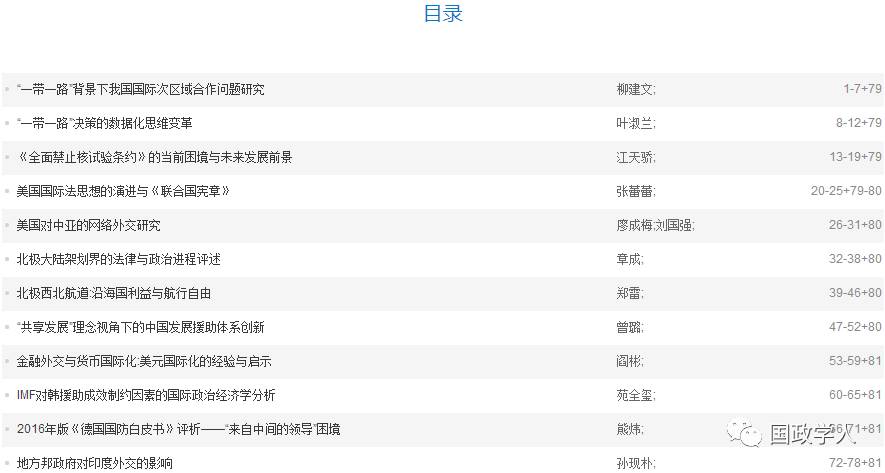 目录
“一带一路”背景下我国国际次区域合作问题研究 柳建文; 1-7+79
“一带一路”决策的数据化思维变革 叶淑兰; 8-12+79
《全面禁止核试验条约》的当前困境与未来发展前景 江天骄; 13-19+79
美国国际法思想的演进与《联合国宪章》 张蕾蕾; 20-25+79-80
美国对中亚的网络外交研究 廖成梅;刘国强; 26-31+80
北极大陆架划界的法律与政治进程评述 章成; 32-38+80
北极西北航道:沿海国利益与航行自由 郑雷; 39-46+80
“共享发展”理念视角下的中国发展援助体系创新 曾璐; 47-52+80
金融外交与货币国际化:美元国际化的经验与启示 阎彬; 53-59+81
IMF对韩援助成效制约因素的国际政治经济学分析 苑全玺; 60-65+81
2016年版《德国国防白皮书》评析——“来自中间的领导”困境 熊炜; 66-71+81
国政学人
地方邦政府对印度外交的影响 孙现朴; 72-78+81